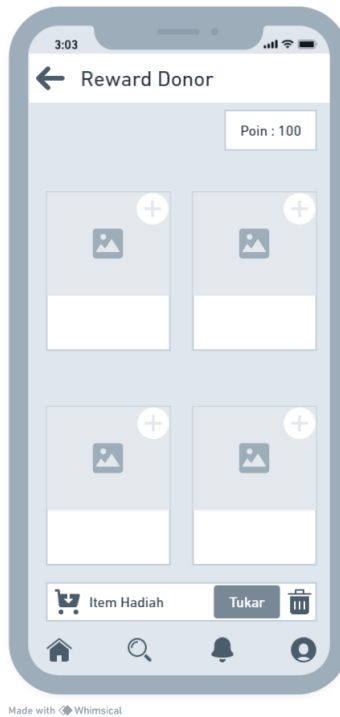 3:03
Reward Donor
Poin : 100
Item Hadiah
Tukar
Made with Whimsical